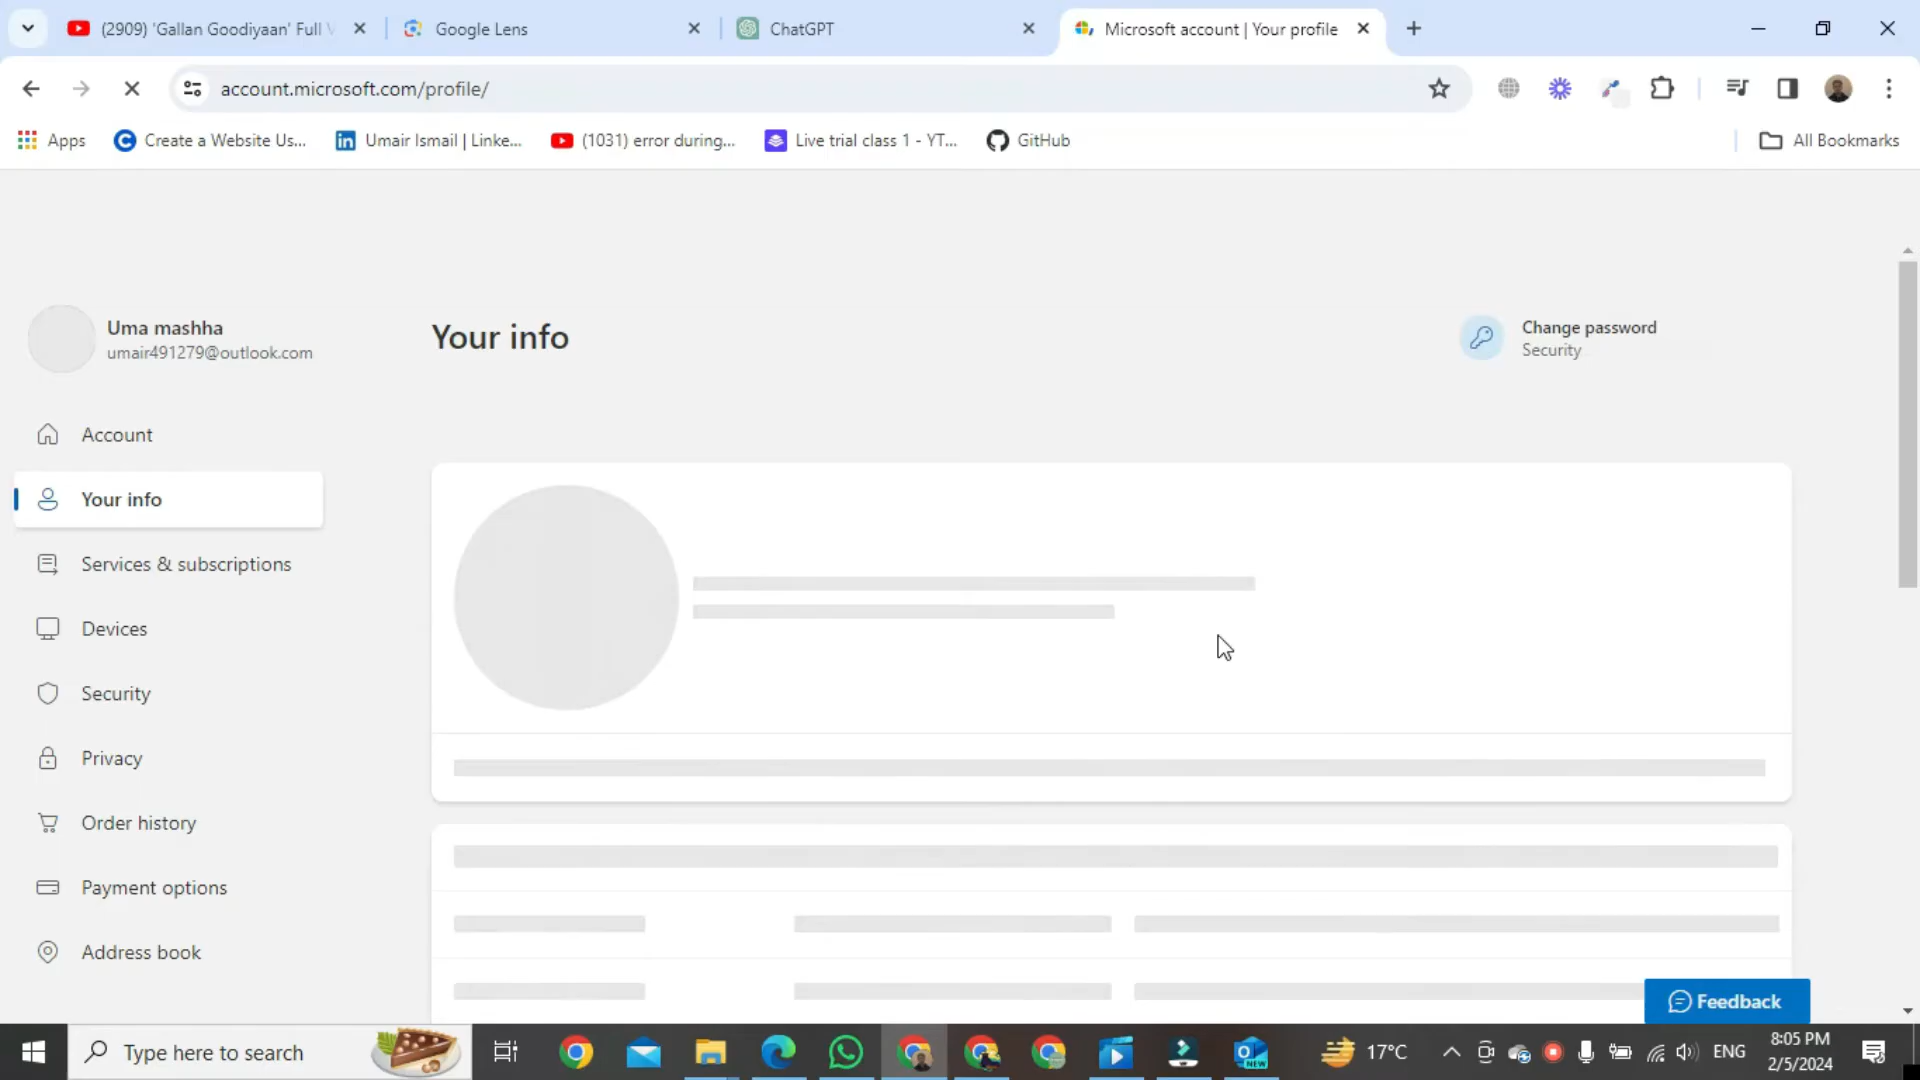 (2909) 'Gallan Goodiyaan' Full V
Google Lens
ChatGPT
Microsoft account | Your profile
account.microsoft.com/profile/
Apps
Create a Website Us...
Umair Ismail | Linke...
(1031) error during...
Live trial class 1 - YT...
GitHub
All Bookmarks
Uma mashha
umair491279@outlook.com
Your info
Change password
Security
Account
Your info
Services & subscriptions
Devices
Security
Privacy
Order history
Payment options
Address book
Feedback
Type here to search
NEW
17°C
ENG
8:05 PM
2/5/2024